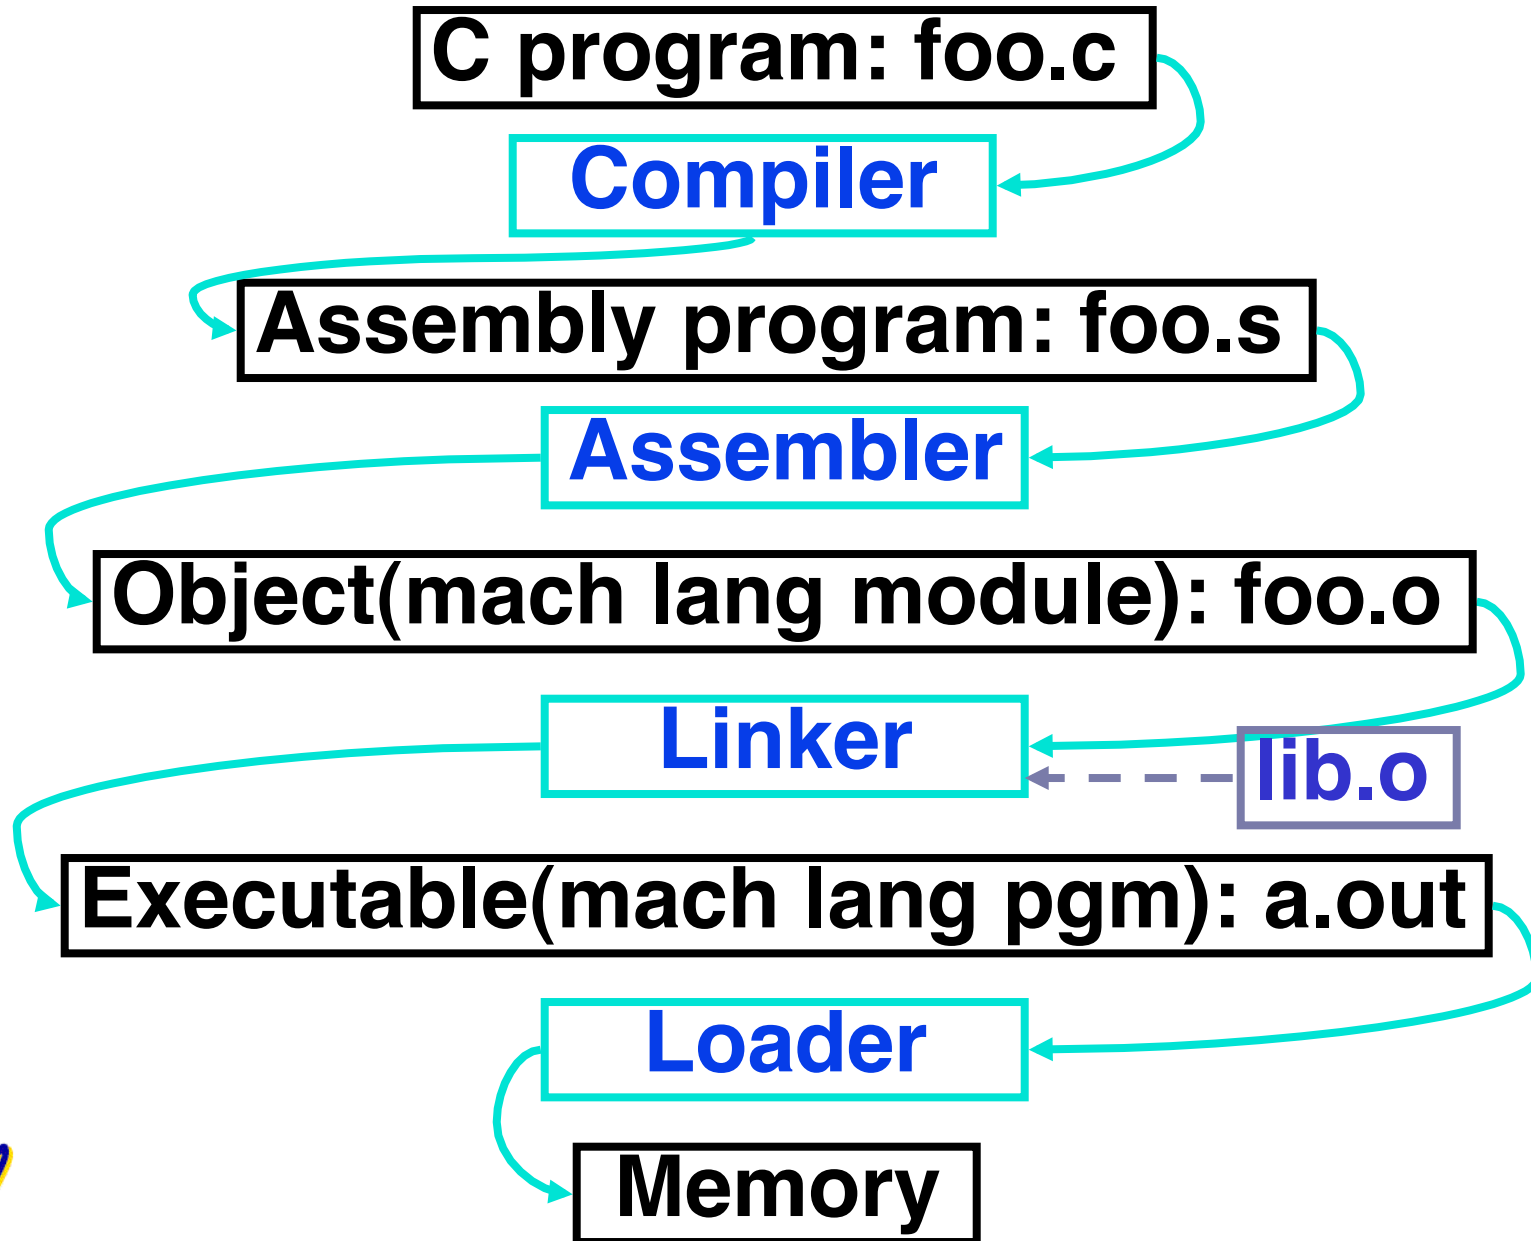 C program: foo.c
Compiler
Assembly program: foo.s
Assembler
Object(mach lang module): foo.o
Linker
lib.o
Executable(mach lang pgm): a.out
Loader
Memory